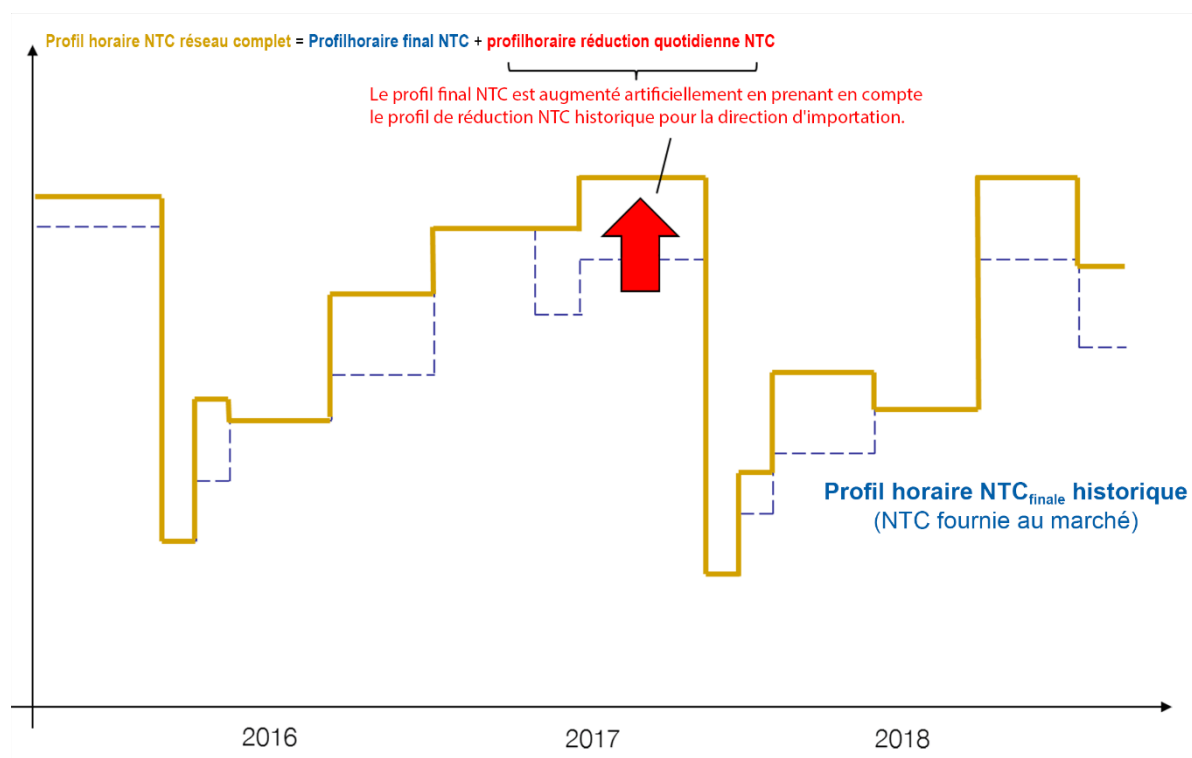 Profil horaire NTC réseau complet = Profilhoraire final NTC + profilhoraire réduction quotidienne NTC
Le profil final NTC est augmenté artificiellement en prenant en compte
le profil de réduction NTC historique pour la direction d'importation.
Profil horaire NTCfinale historique
(NTC fournie au marché)
2016 2017 2018